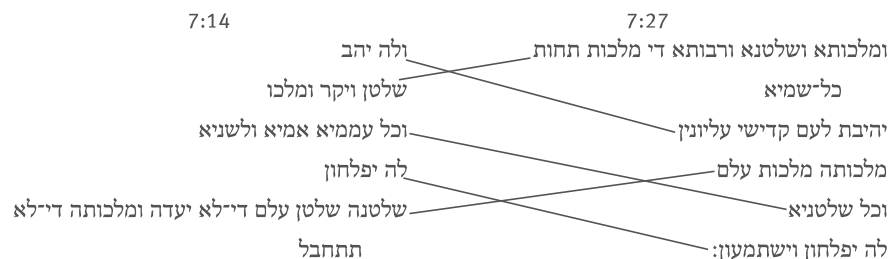 7:14
ולה יהב
שלטן ויקר ומלכו
וכל עממיא אמיא ולשניא
לה יפלחון
שלטנה שלטן עלם די־לא יעדה ומלכותה די־לא
תתחבל
7:27
ומלכותא ושלטנא ורבותא די מלכות תחות
כל־שמיא
יהיבת לעם קדישי עליונין
מלכותה מלכות עלם
וכל שלטניא
לה יפלחון וישתמעון׃